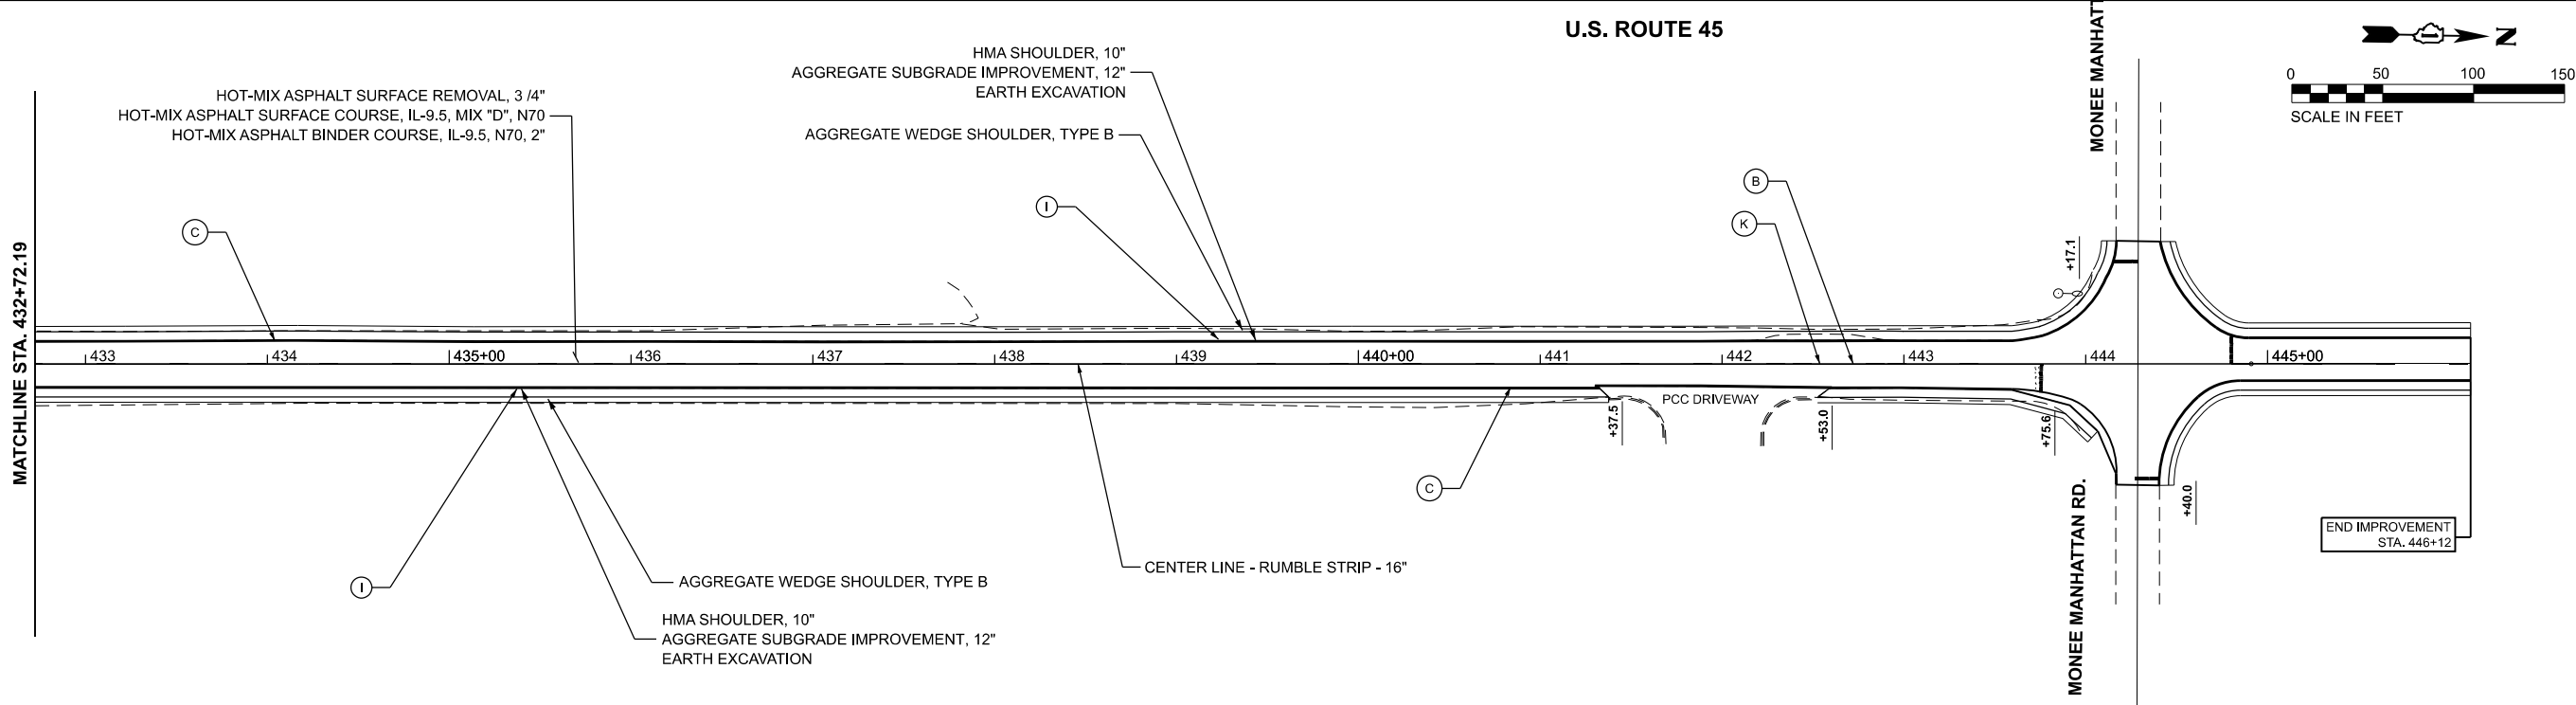 U.S. ROUTE 45
MONEE MANHATT
N
0 50 100 150
SCALE IN FEET
HMA SHOULDER, 10"
AGGREGATE SUBGRADE IMPROVEMENT, 12"
EARTH EXCAVATION
AGGREGATE WEDGE SHOULDER, TYPE B
HOT-MIX ASPHALT SURFACE REMOVAL, 3 /4"
HOT-MIX ASPHALT SURFACE COURSE, IL-9.5, MIX "D", N70
HOT-MIX ASPHALT BINDER COURSE, IL-9.5, N70, 2"
MATCHLINE STA. 432+72.19
C
I
B
K
+17.1
433 434 435+00 436 437 438 439 440+00 441 442 443 444 445+00
PCC DRIVEWAY
+37.5
+53.0
+75.6
+40.0
C
I
MONEE MANHATTAN RD.
END IMPROVEMENT
STA. 446+12
CENTER LINE - RUMBLE STRIP - 16"
AGGREGATE WEDGE SHOULDER, TYPE B
HMA SHOULDER, 10"
AGGREGATE SUBGRADE IMPROVEMENT, 12"
EARTH EXCAVATION